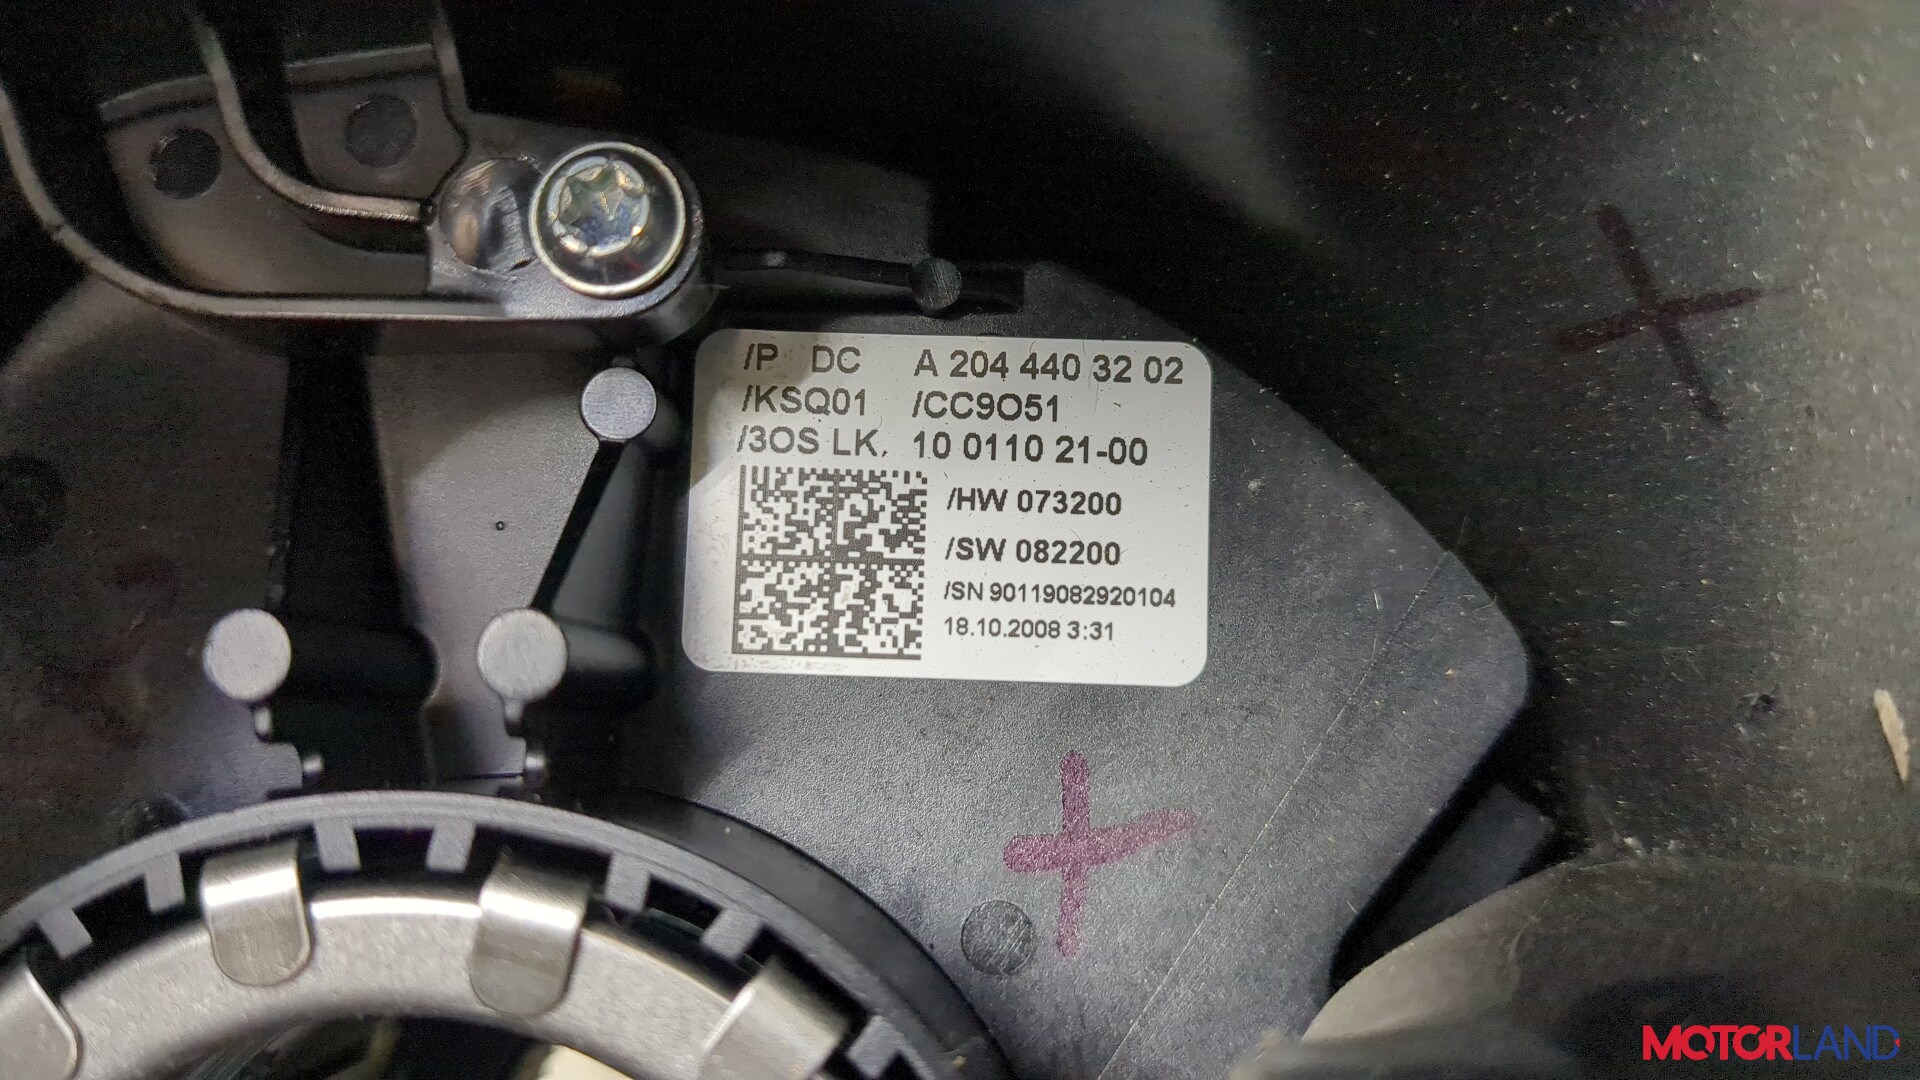 /P DC A 204 440 32 02
/KSQ01 /CC9O51
/3OS LK. 10 0110 21-00
/HW 073200
/SW 082200
/SN 90119082920104
18.10.2008 3:31
MOTORLAND